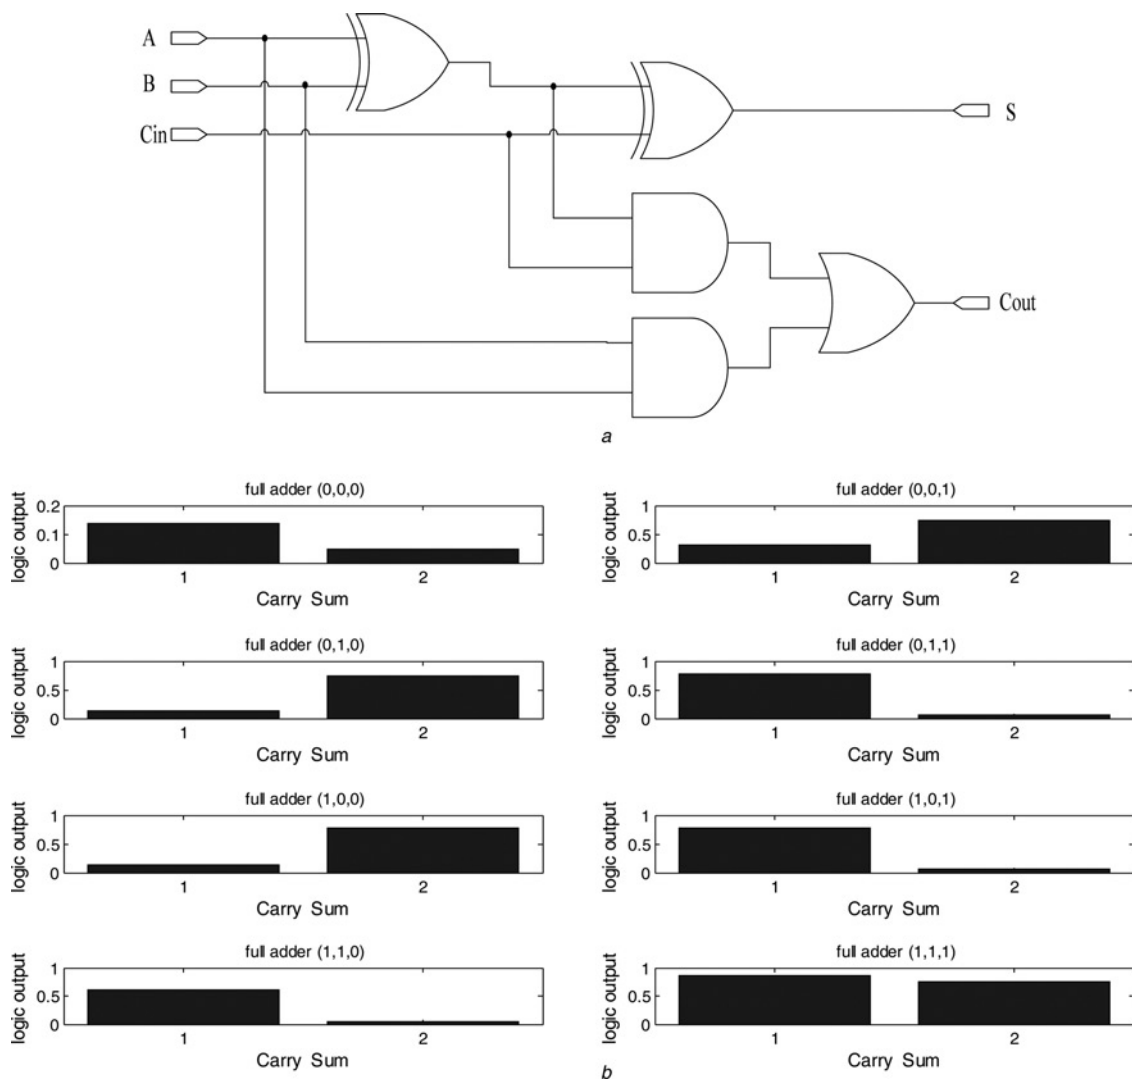 A
B
Cin
S
Cout
a
full adder (0,0,0)
logic output
0.2
0.1
0
1
2
Carry Sum
full adder (0,0,1)
logic output
1
0.5
0
1
2
Carry Sum
full adder (0,1,0)
logic output
1
0.5
0
1
2
Carry Sum
full adder (0,1,1)
logic output
1
0.5
0
1
2
Carry Sum
full adder (1,0,0)
logic output
1
0.5
0
1
2
Carry Sum
full adder (1,0,1)
logic output
1
0.5
0
1
2
Carry Sum
full adder (1,1,0)
logic output
1
0.5
0
1
2
Carry Sum
full adder (1,1,1)
logic output
1
0.5
0
1
2
Carry Sum
b